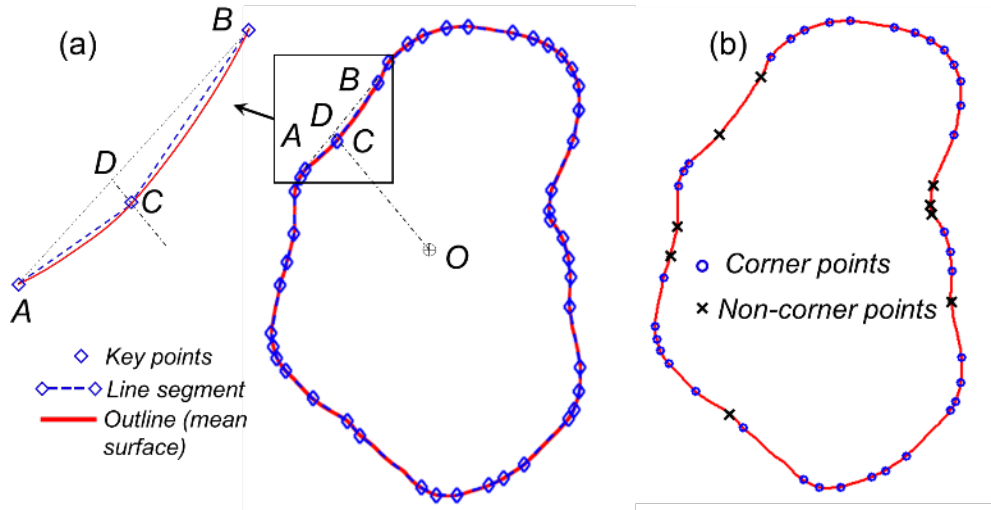 (a)
B
D
C
A
B
D
A
C
O
Key points
Line segment
Outline (mean
surface)
(b)
Corner points
Non-corner points